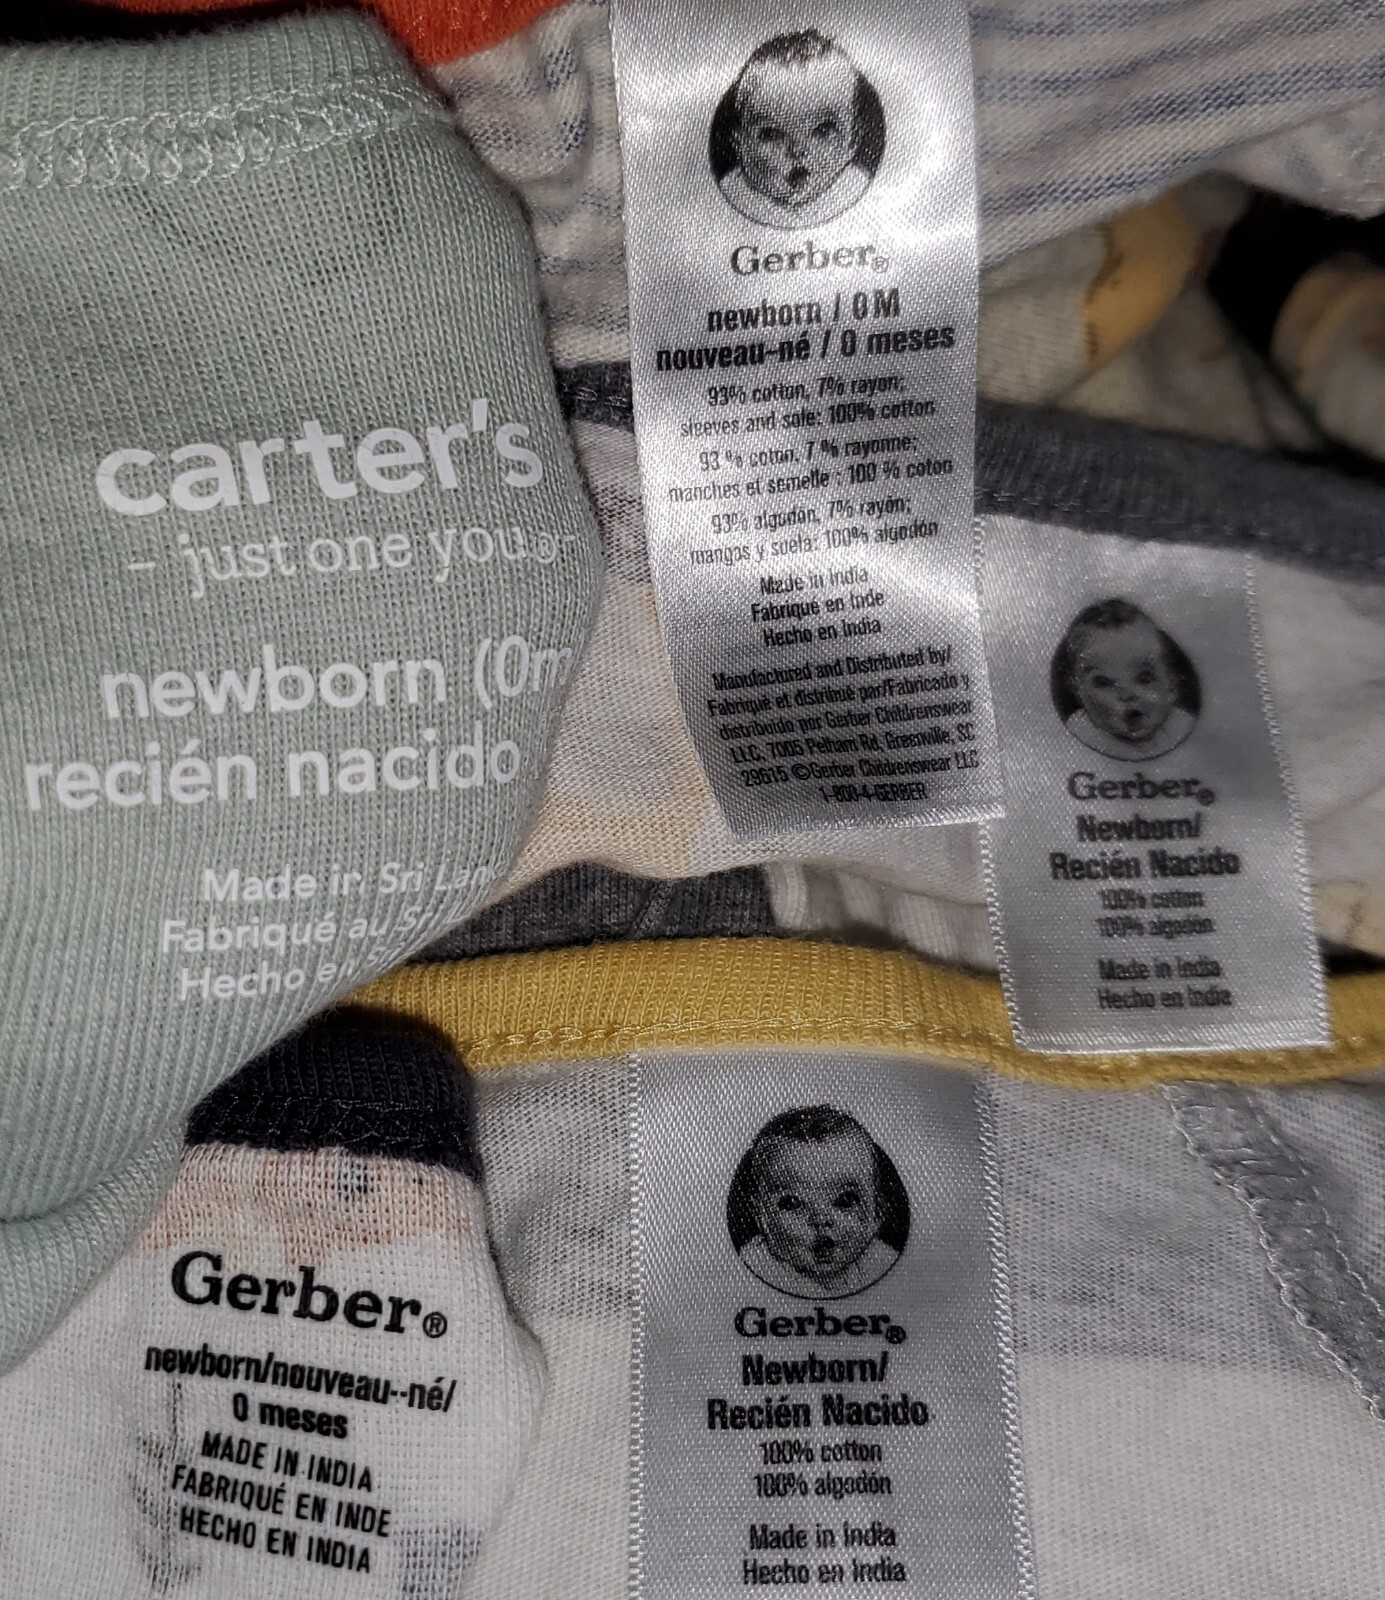 carter's
- just one you®-
newborn (0m
recién nacido
Made in Sri Lan
Fabriqué au Sri
Hecho en
Gerber®
newborn / 0M
nouveau-né / 0 meses
93% cotton, 7% rayon;
sleeves and sole: 100% cotton
93 % coton, 7 % rayonne;
manches et semelle : 100 % coton
93% algodón, 7% rayón;
mangas y suela: 100% algodón
Made in India
Fabriqué en Inde
Hecho en India
Manufactured and Distributed by/
Fabriqué et distribué par/Fabricado y
distribuido por Gerber Childrenswear
LLC, 7005 Pelham Rd, Greenville, SC
29615 ©Gerber Childrenswear LLC
1-800-4-GERBER
Gerber®
Newborn/
Recién Nacido
100% cotton
100% algodón
Made in India
Hecho en India
Gerber®
newborn/nouveau--né/
0 meses
MADE IN INDIA
FABRIQUÉ EN INDE
HECHO EN INDIA
Gerber®
Newborn/
Recién Nacido
100% cotton
100% algodón
Made in India
Hecho en India